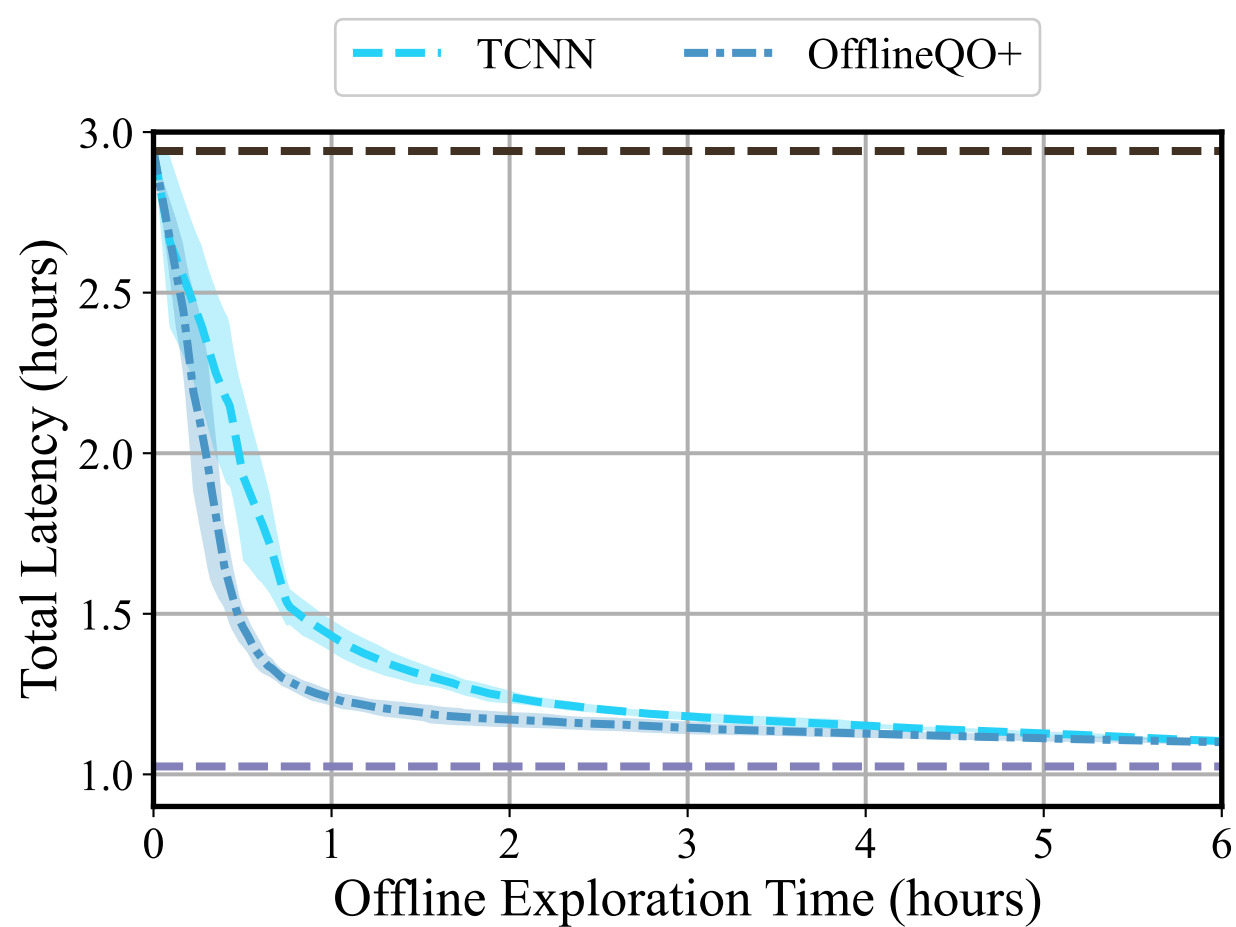 TCNN OfflineQO+
3.0
2.5
2.0
1.5
1.0
Total Latency (hours)
0 1 2 3 4 5 6
Offline Exploration Time (hours)